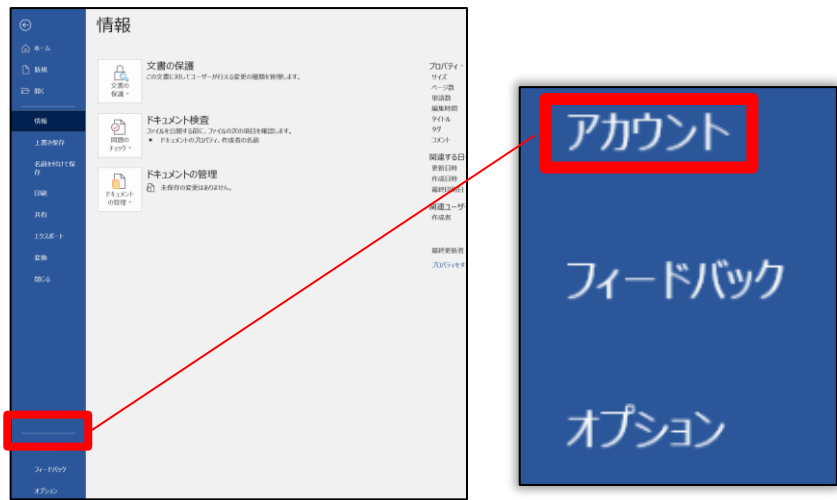 情報
ホーム
新規
開く
情報
上書き保存
名前を付けて保
存
印刷
共有
エクスポート
変換
閉じる
フィードバック
オプション
文書の
保護
文書の保護
この文書に対してユーザーが行える変更の種類を管理します。
問題の
チェック
ドキュメント検査
ファイルを公開する前に、ファイルの次の項目を確認します。
■ ドキュメントのプロパティ、作成者の名前
ドキュメント
の管理
ドキュメントの管理
未保存の変更はありません。
プロパティ
サイズ
ページ数
単語数
編集時間
タイトル
タグ
コメント
関連する日
更新日時
作成日時
最終印刷日
関連ユーザー
作成者
最終更新者
プロパティをす
アカウント
フィードバック
オプション